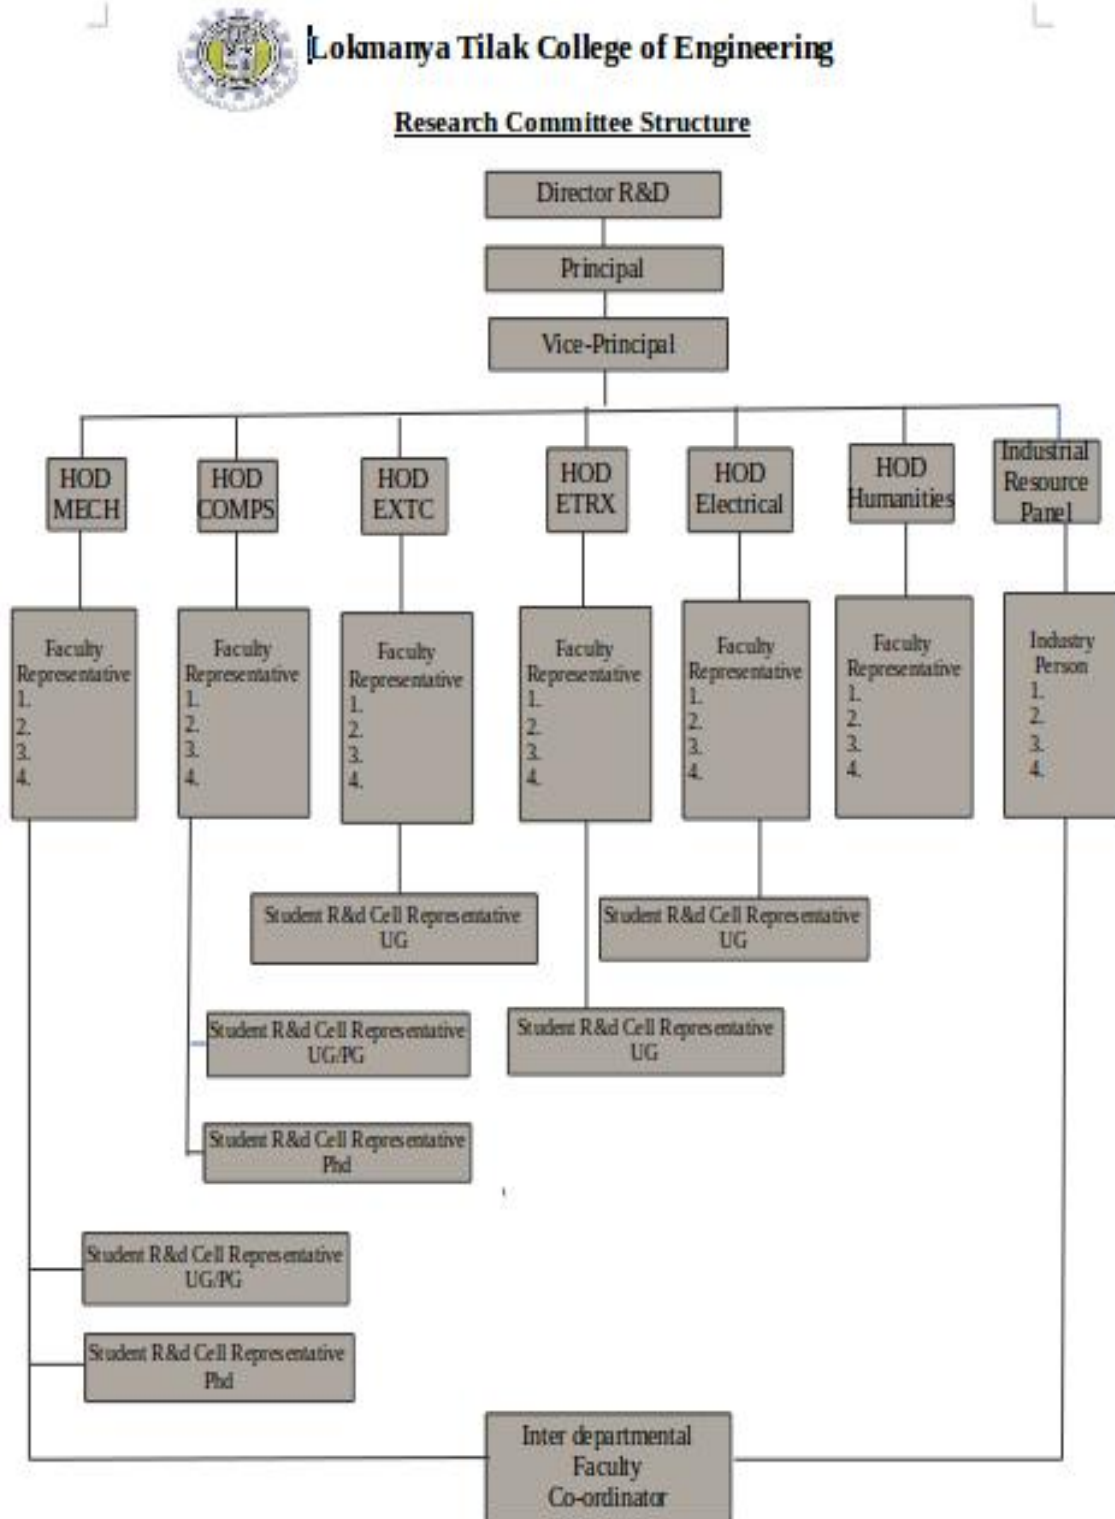 Lokmanya Tilak College of Engineering
Research Committee Structure
Director R&D
Principal
Vice-Principal
HOD
MECH
HOD
COMPS
HOD
EXTC
HOD
ETRX
HOD
Electrical
HOD
Humanities
Industrial
Resource
Panel
Faculty
Representative
1.
2.
3.
4.
Faculty
Representative
1.
2.
3.
4.
Faculty
Representative
1.
2.
3.
4.
Faculty
Representative
1.
2.
3.
4.
Faculty
Representative
1.
2.
3.
4.
Faculty
Representative
1.
2.
3.
4.
Industry
Person
1.
2.
3.
4.
Student R&d Cell Representative
UG
Student R&d Cell Representative
UG
Student R&d Cell Representative
UG/PG
Student R&d Cell Representative
UG
Student R&d Cell Representative
Phd
Student R&d Cell Representative
UG/PG
Student R&d Cell Representative
Phd
Inter departmental
Faculty
Co-ordinator